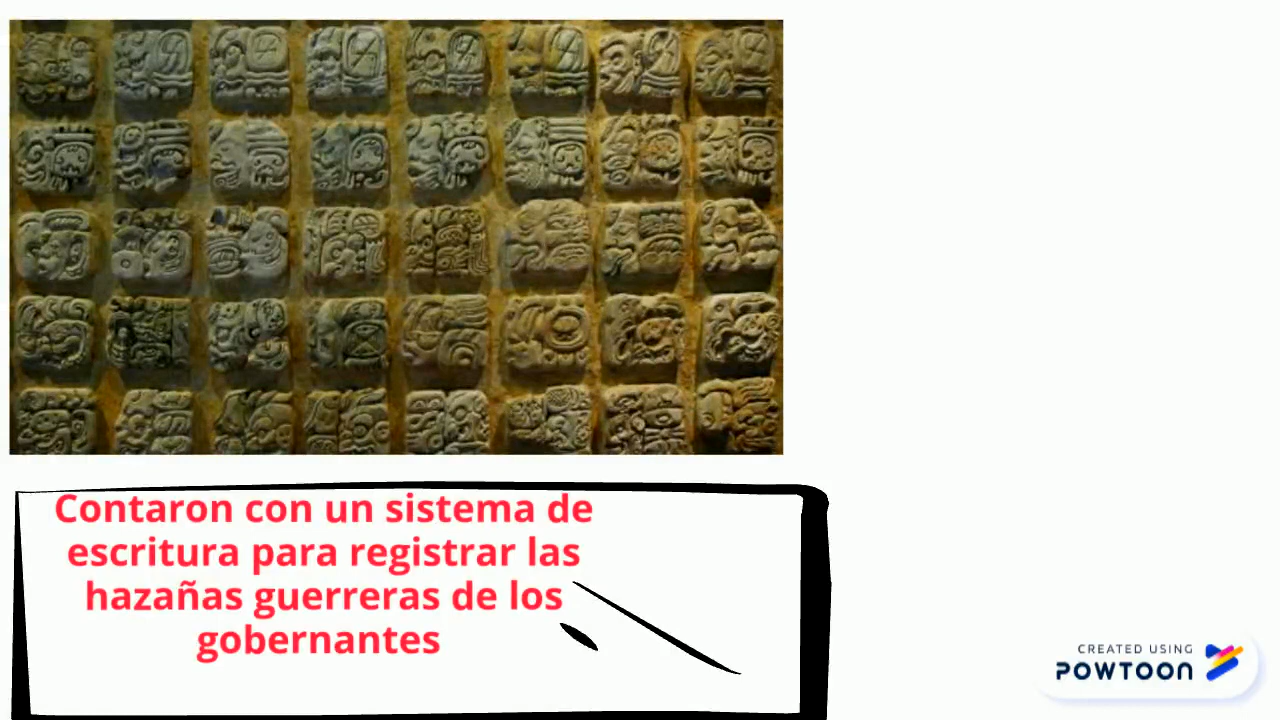 Contaron con un sistema de
escritura para registrar las
hazañas guerreras de los
gobernantes
CREATED USING
POWTOON